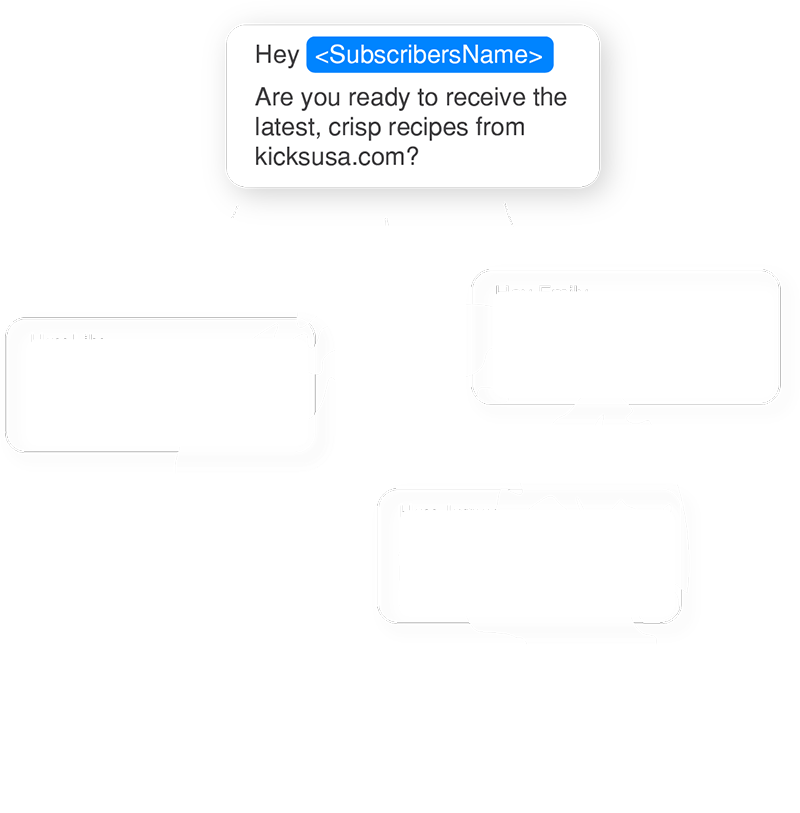 Hey <SubscribersName>
Are you ready to receive the
latest, crisp recipes from
kicksusa.com?